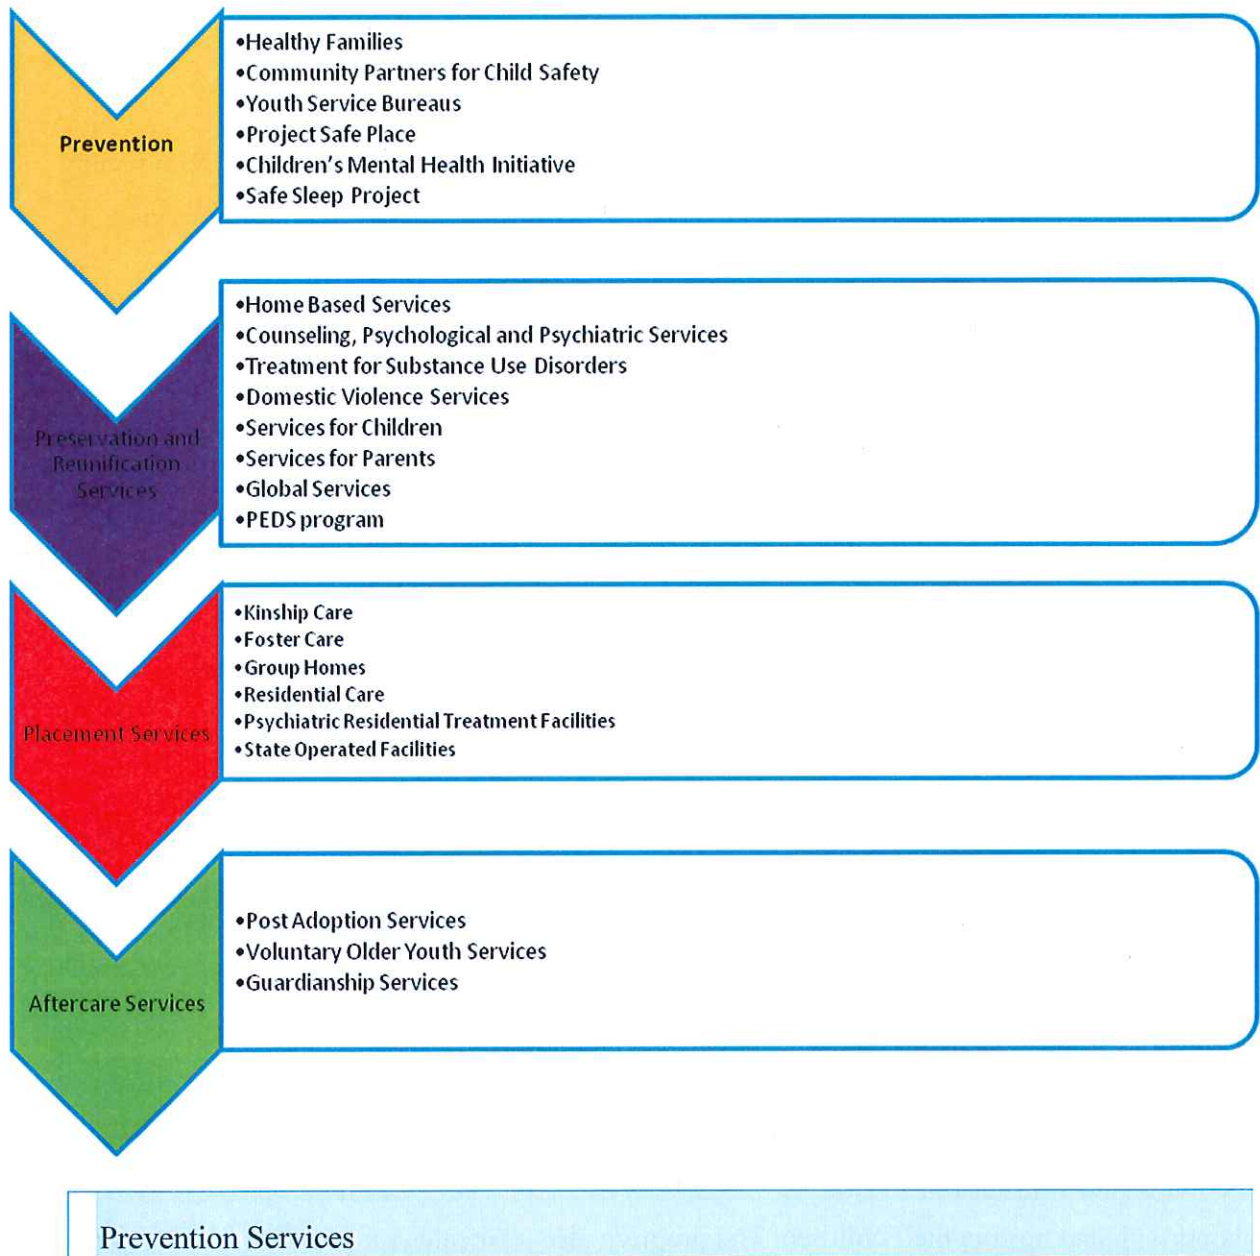 Prevention
•Healthy Families
•Community Partners for Child Safety
•Youth Service Bureaus
•Project Safe Place
•Children's Mental Health Initiative
•Safe Sleep Project
Preservation and
Reunification
Services
•Home Based Services
•Counseling, Psychological and Psychiatric Services
•Treatment for Substance Use Disorders
•Domestic Violence Services
•Services for Children
•Services for Parents
•Global Services
•PEDS program
Placement Services
•Kinship Care
•Foster Care
•Group Homes
•Residential Care
•Psychiatric Residential Treatment Facilities
•State Operated Facilities
Aftercare Services
•Post Adoption Services
•Voluntary Older Youth Services
•Guardianship Services
Prevention Services